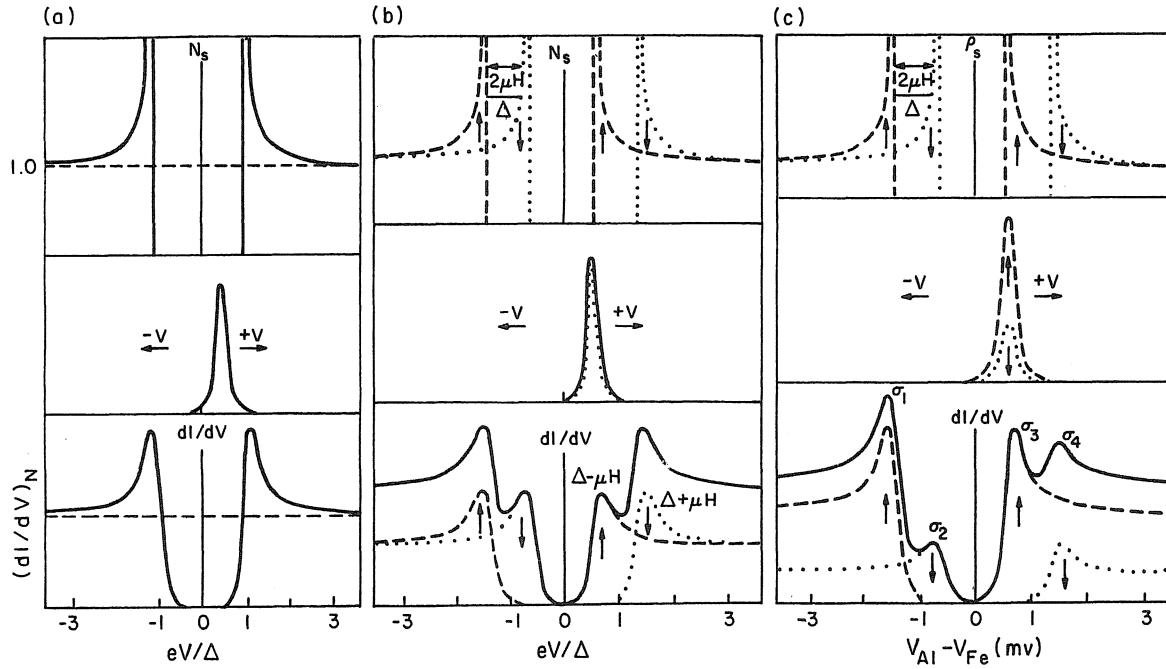 (a)
N_s
1.0
-V
+V
dI/dV
(dI/dV)_N
-3
-1
0
1
3
eV/Δ
(b)
N_s
2μH
Δ
-V
+V
dI/dV
Δ-μH
Δ+μH
-3
-1
0
1
3
eV/Δ
(c)
ρ_s
2μH
Δ
-V
+V
σ_1
dI/dV
σ_3
σ_4
σ_2
-3
-1
0
1
3
V_Al - V_Fe (mv)